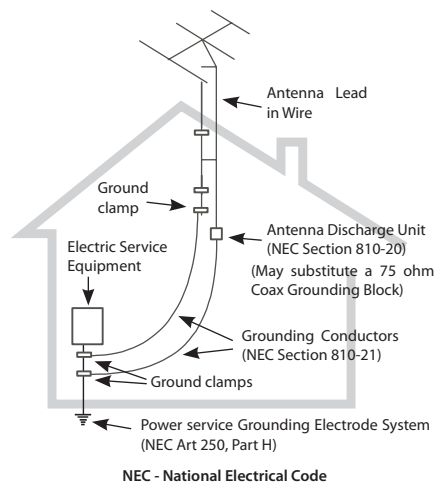 Antenna Lead
in Wire
Ground
clamp
Antenna Discharge Unit
(NEC Section 810-20)
(May substitute a 75 ohm
Coax Grounding Block)
Electric Service
Equipment
Grounding Conductors
(NEC Section 810-21)
Ground clamps
Power service Grounding Electrode System
(NEC Art 250, Part H)
NEC - National Electrical Code